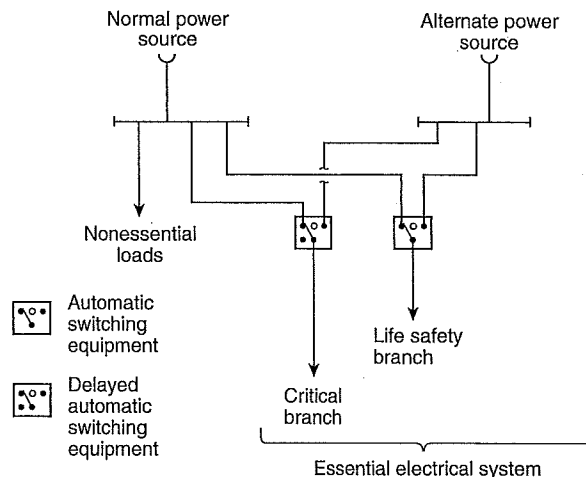 Normal power
source
Alternate power
source
Nonessential
loads
Automatic
switching
equipment
Life safety
branch
Delayed
automatic
switching
equipment
Critical
branch
Essential electrical system